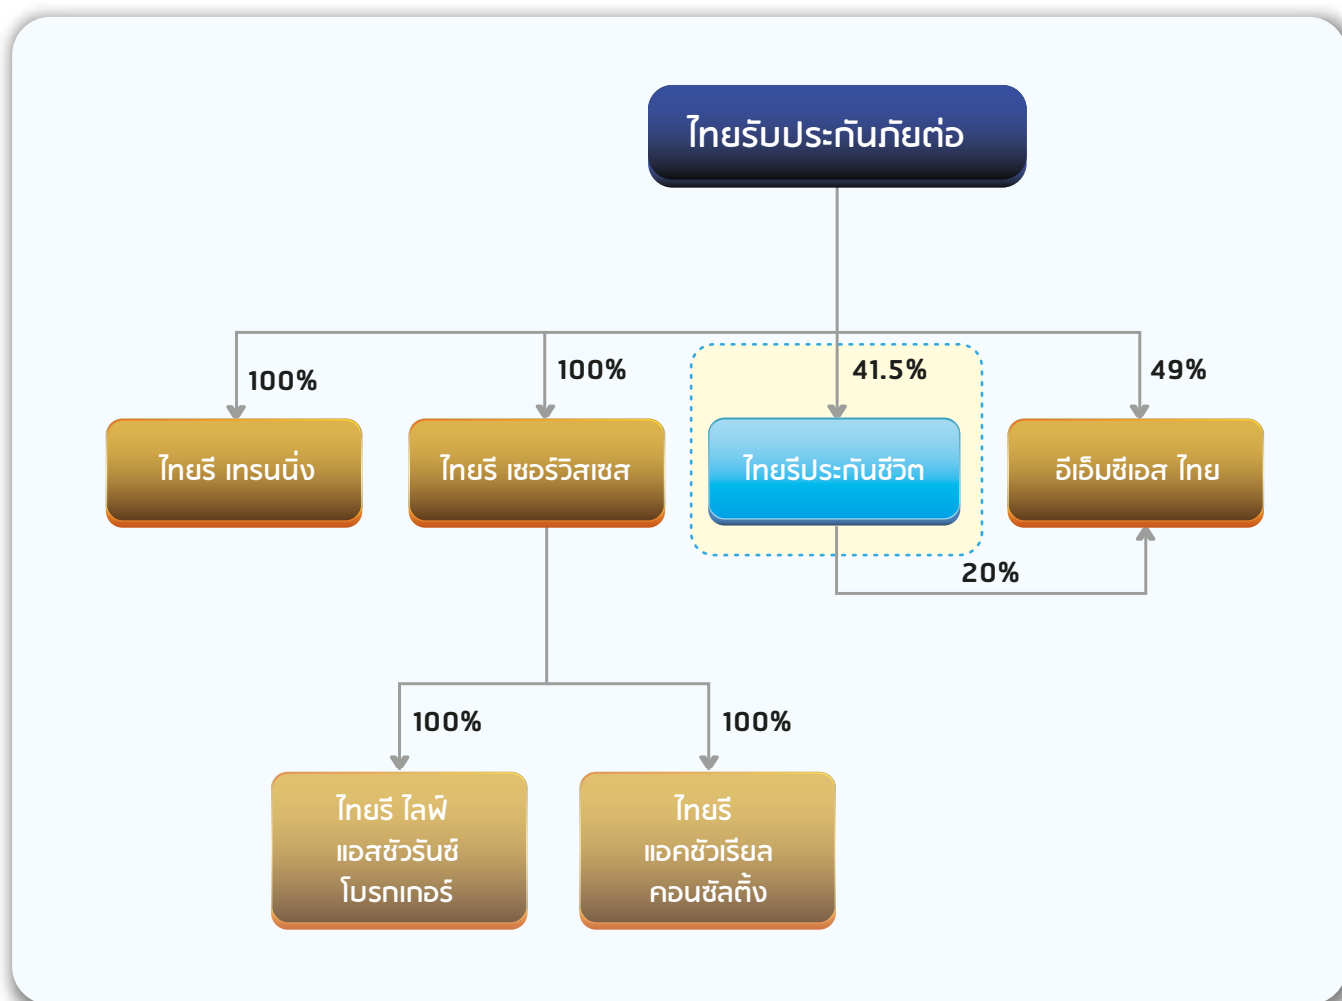 ไทยรับประกันภัยต่อ
100%
100%
41.5%
49%
ไทยรี เทรนนิ่ง
ไทยรี เซอร์วิสเซส
ไทยรีประกันชีวิต
อีเอ็มซีเอส ไทย
20%
100%
100%
ไทยรี ไลฟ์
แอสชัวรันซ์
โบรกเกอร์
ไทยรี
แอคชัวเรียล
คอนซัลติ้ง